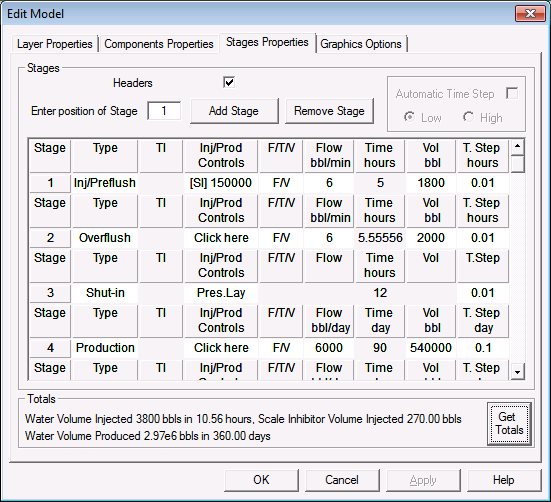 Edit Model
Layer Properties Components Properties Stages Properties Graphics Options
Stages
Headers
Automatic Time Step
Enter position of Stage 1 Add Stage Remove Stage
Low High
Stage Type TI Inj/Prod Controls F/T/V Flow bbl/min Time hours Vol bbl T. Step hours
1 Inj/Preflush [SI] 150000 F/V 6 5 1800 0.01
Stage Type TI Inj/Prod Controls F/T/V Flow bbl/min Time hours Vol bbl T. Step hours
2 Overflush Click here F/V 6 5.55556 2000 0.01
Stage Type TI Inj/Prod Controls F/T/V Flow Time hours Vol T.Step
3 Shut-in Pres.Lay 12 0.01
Stage Type TI Inj/Prod Controls F/T/V Flow bbl/day Time day Vol bbl T. Step day
4 Production Click here F/V 6000 90 540000 0.1
Stage Type TI Inj/Prod Controls F/T/V Flow bbl/day Time day Vol bbl T. Step day
Totals
Water Volume Injected 3800 bbls in 10.56 hours, Scale Inhibitor Volume Injected 270.00 bbls
Water Volume Produced 2.97e6 bbls in 360.00 days
Get Totals
OK Cancel Apply Help